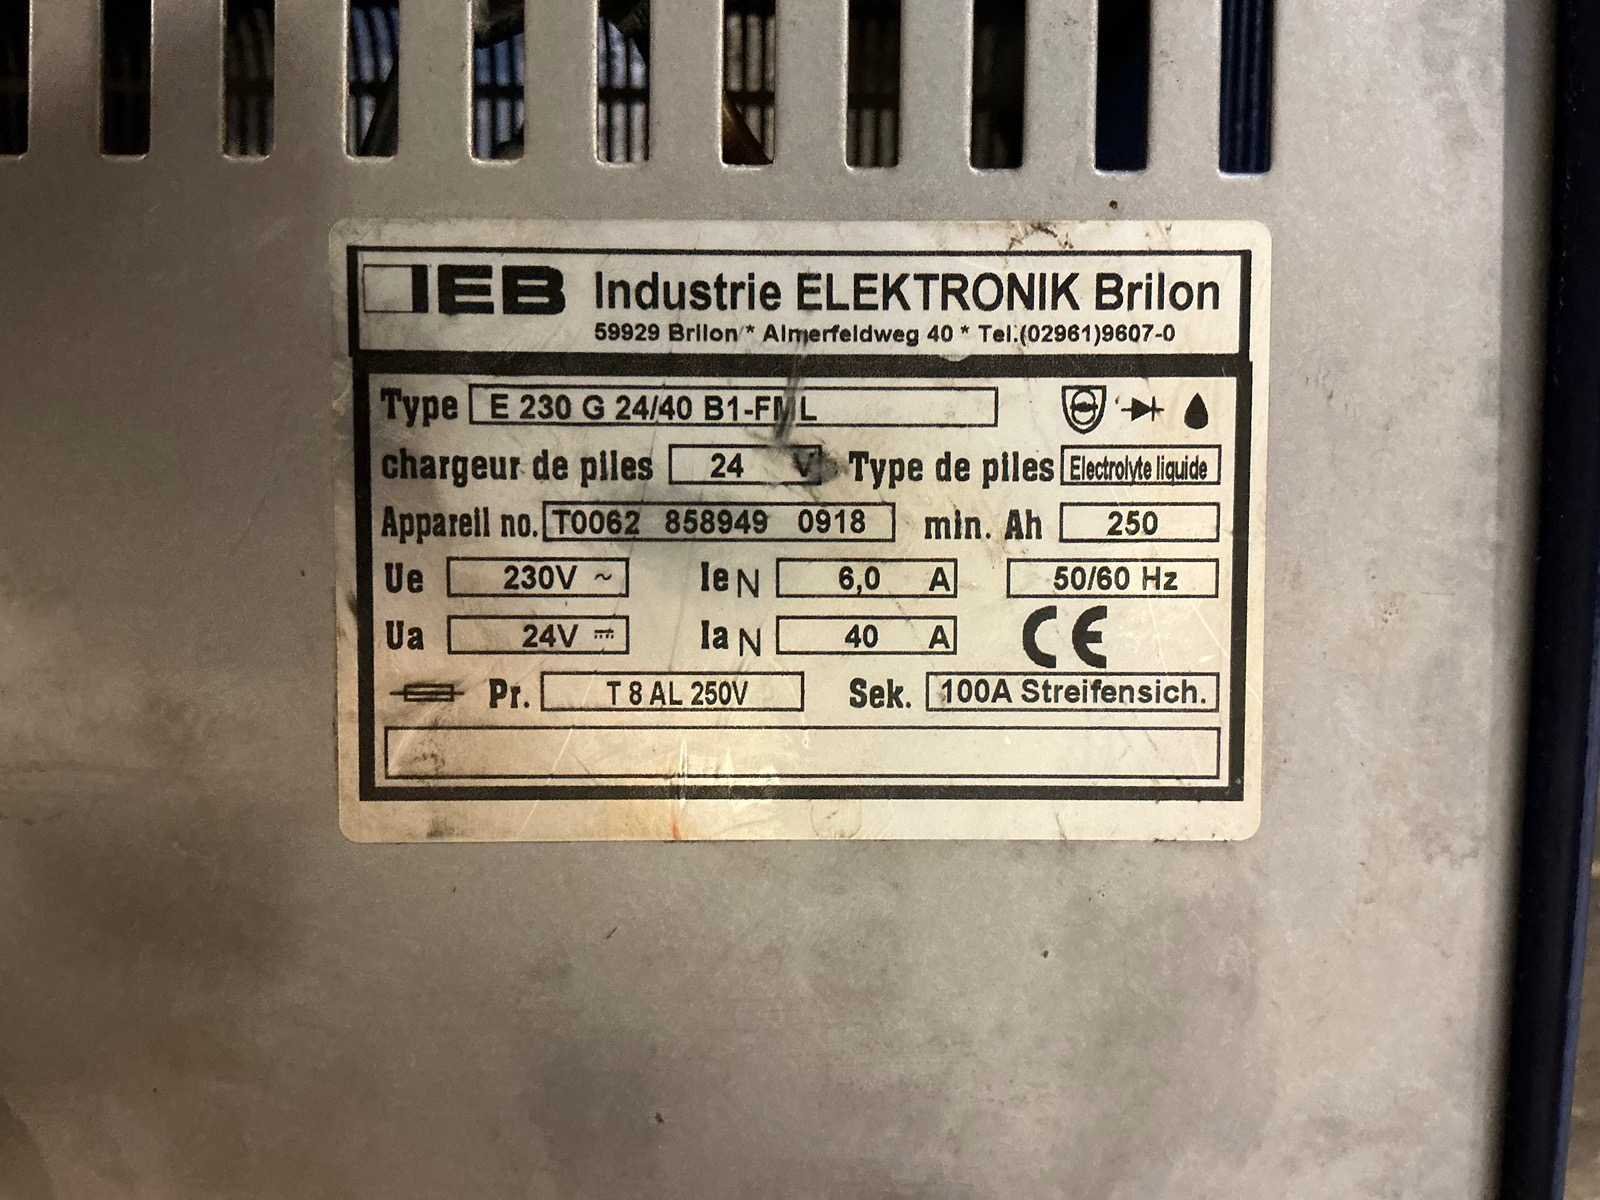 IEB Industrie ELEKTRONIK Brilon
59929 Brilon * Almerfeldweg 40 * Tel.(02961)9607-0
Type E 230 G 24/40 B1-FML
chargeur de piles 24 V Type de piles Electrolyte liquide
Appareil no. T0062 858949 0918 min. Ah 250
Ue 230V ~ Ie N 6,0 A 50/60 Hz
Ua 24V ⎓ Ia N 40 A CE
Pr. T 8 AL 250V Sek. 100A Streifensich.